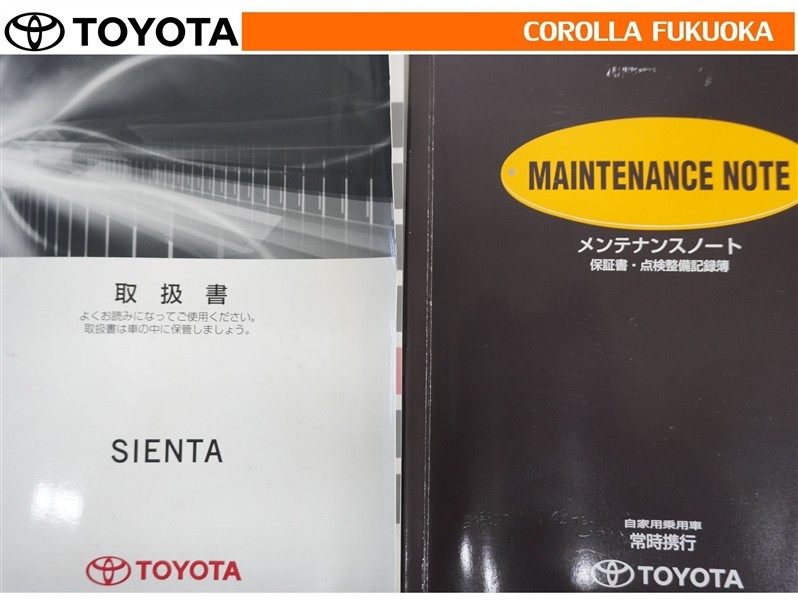 TOYOTA
COROLLA FUKUOKA
取扱書
よくお読みになってご使用ください。
取扱書は車の中に保管しましょう。
SIENTA
TOYOTA
MAINTENANCE NOTE
メンテナンスノート
保証書・点検整備記録簿
自家用乗用車
常時携行
TOYOTA